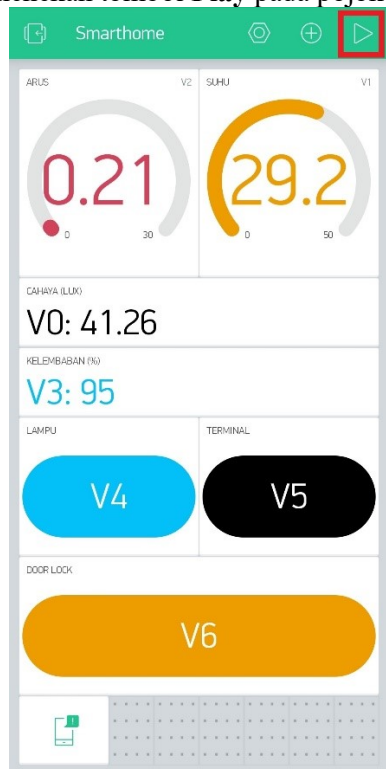 Smarthome
ARUS V2
0.21
0 30
SUHU V1
29.2
0 50
CAHAYA (LUX)
V0: 41.26
KELEMBABAN (%)
V3: 95
LAMPU
V4
TERMINAL
V5
DOOR LOCK
V6